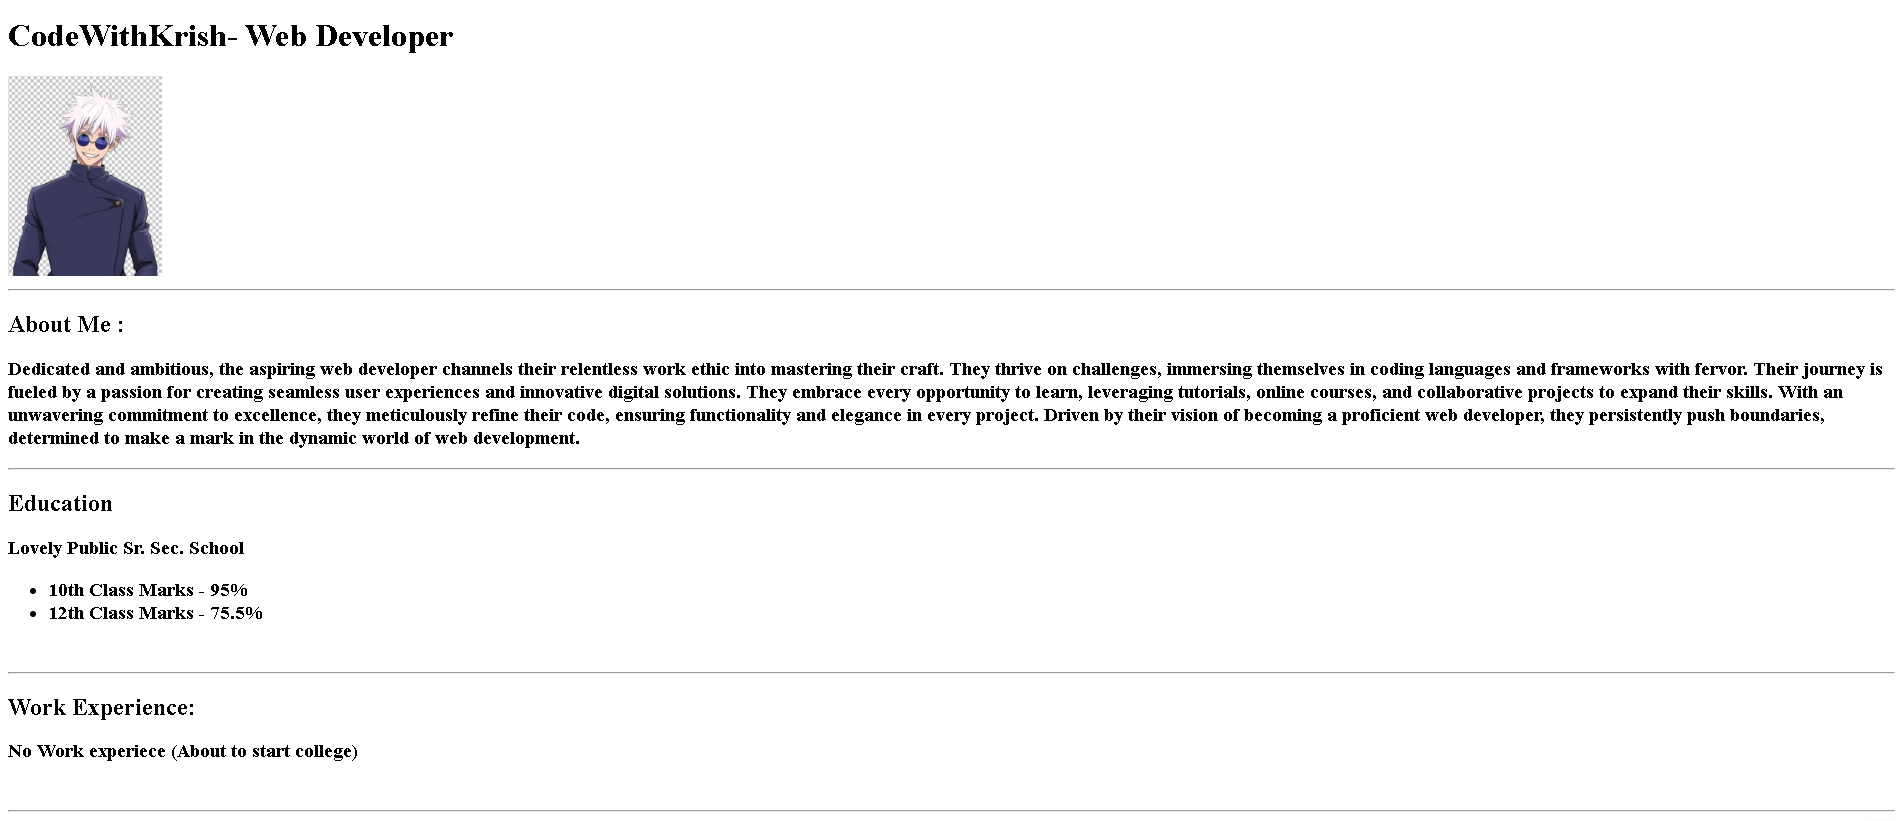 CodeWithKrish- Web Developer
About Me :
Dedicated and ambitious, the aspiring web developer channels their relentless work ethic into mastering their craft. They thrive on challenges, immersing themselves in coding languages and frameworks with fervor. Their journey is
fueled by a passion for creating seamless user experiences and innovative digital solutions. They embrace every opportunity to learn, leveraging tutorials, online courses, and collaborative projects to expand their skills. With an
unwavering commitment to excellence, they meticulously refine their code, ensuring functionality and elegance in every project. Driven by their vision of becoming a proficient web developer, they persistently push boundaries,
determined to make a mark in the dynamic world of web development.
Education
Lovely Public Sr. Sec. School
• 10th Class Marks - 95%
• 12th Class Marks - 75.5%
Work Experience:
No Work experiece (About to start college)